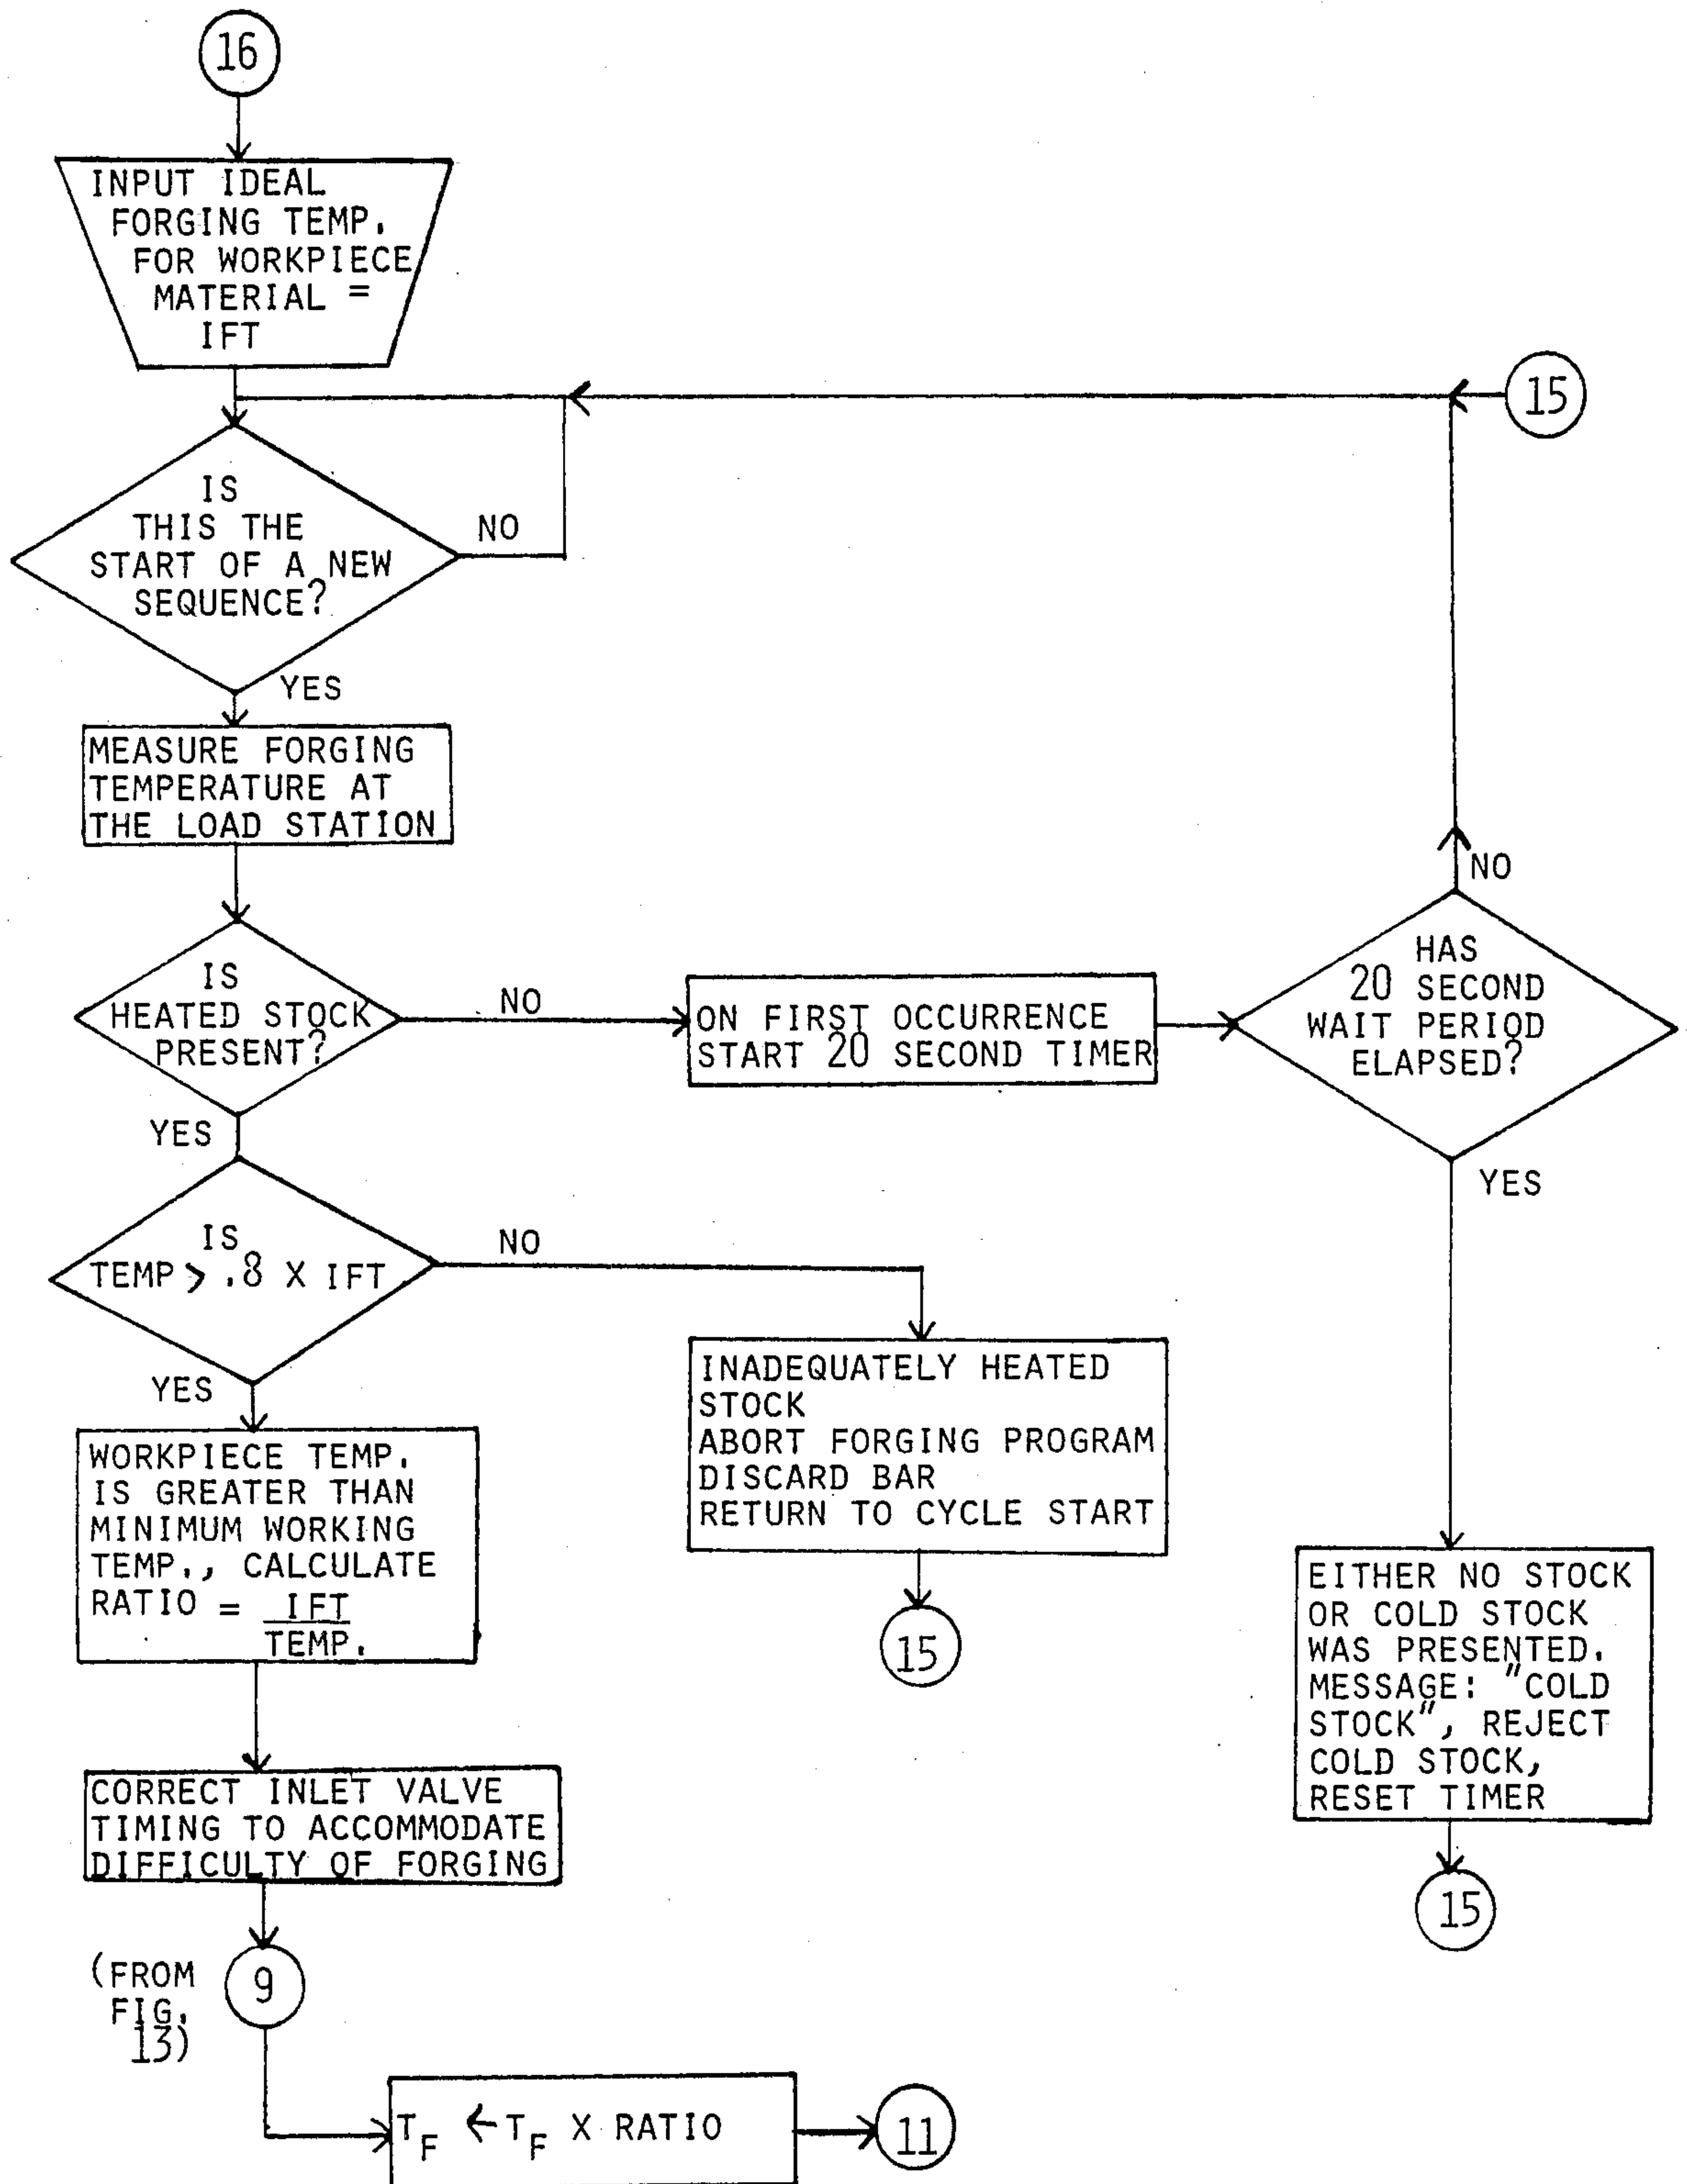 16
INPUT IDEAL
FORGING TEMP.
FOR WORKPIECE
MATERIAL =
IFT
15
IS
THIS THE
START OF A NEW
SEQUENCE?
NO
YES
MEASURE FORGING
TEMPERATURE AT
THE LOAD STATION
IS
HEATED STOCK
PRESENT?
NO
ON FIRST OCCURRENCE
START 20 SECOND TIMER
HAS
20 SECOND
WAIT PERIOD
ELAPSED?
NO
YES
YES
IS
TEMP > .8 X IFT
NO
YES
INADEQUATELY HEATED
STOCK
ABORT FORGING PROGRAM
DISCARD BAR
RETURN TO CYCLE START
15
WORKPIECE TEMP.
IS GREATER THAN
MINIMUM WORKING
TEMP., CALCULATE
RATIO = IFT
TEMP.
EITHER NO STOCK
OR COLD STOCK
WAS PRESENTED.
MESSAGE: "COLD
STOCK", REJECT
COLD STOCK,
RESET TIMER
15
CORRECT INLET VALVE
TIMING TO ACCOMMODATE
DIFFICULTY OF FORGING
(FROM
FIG.
13)
9
TF ← TF X RATIO
11